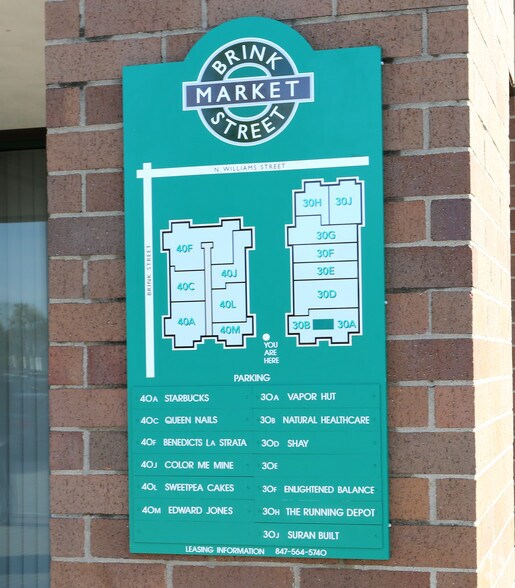 BRINK
MARKET
STREET
N. WILLIAMS STREET
BRINK STREET
40F
40J
40C
40L
40A
40M
30H 30J
30G
30F
30E
30D
30B 30A
YOU
ARE
HERE
PARKING
40A STARBUCKS
40C QUEEN NAILS
40F BENEDICTS LA STRATA
40J COLOR ME MINE
40L SWEETPEA CAKES
40M EDWARD JONES
30A VAPOR HUT
30B NATURAL HEALTHCARE
30D SHAY
30E
30F ENLIGHTENED BALANCE
30H THE RUNNING DEPOT
30J SURAN BUILT
LEASING INFORMATION 847-564-5740